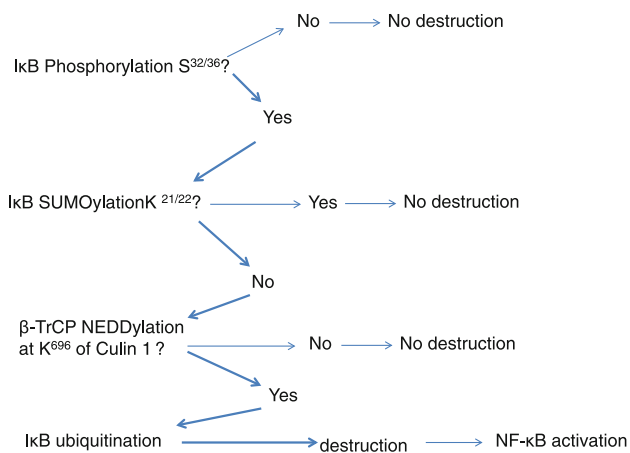 No No destruction
IκB Phosphorylation S32/36?
Yes
IκB SUMOylationK 21/22? Yes No destruction
No
β-TrCP NEDDylation
at K696 of Culin 1 ? No No destruction
Yes
IκB ubiquitination destruction NF-κB activation